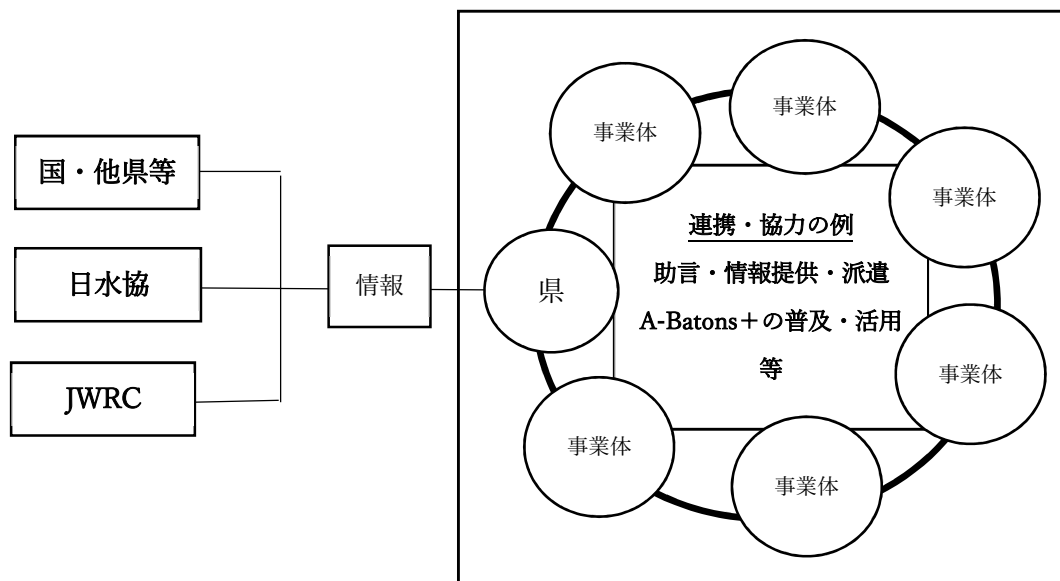 国・他県等
日水協
JWRC
情報
県
事業体
事業体
事業体
事業体
事業体
事業体
連携・協力の例
助言・情報提供・派遣
A-Batons＋の普及・活用
等